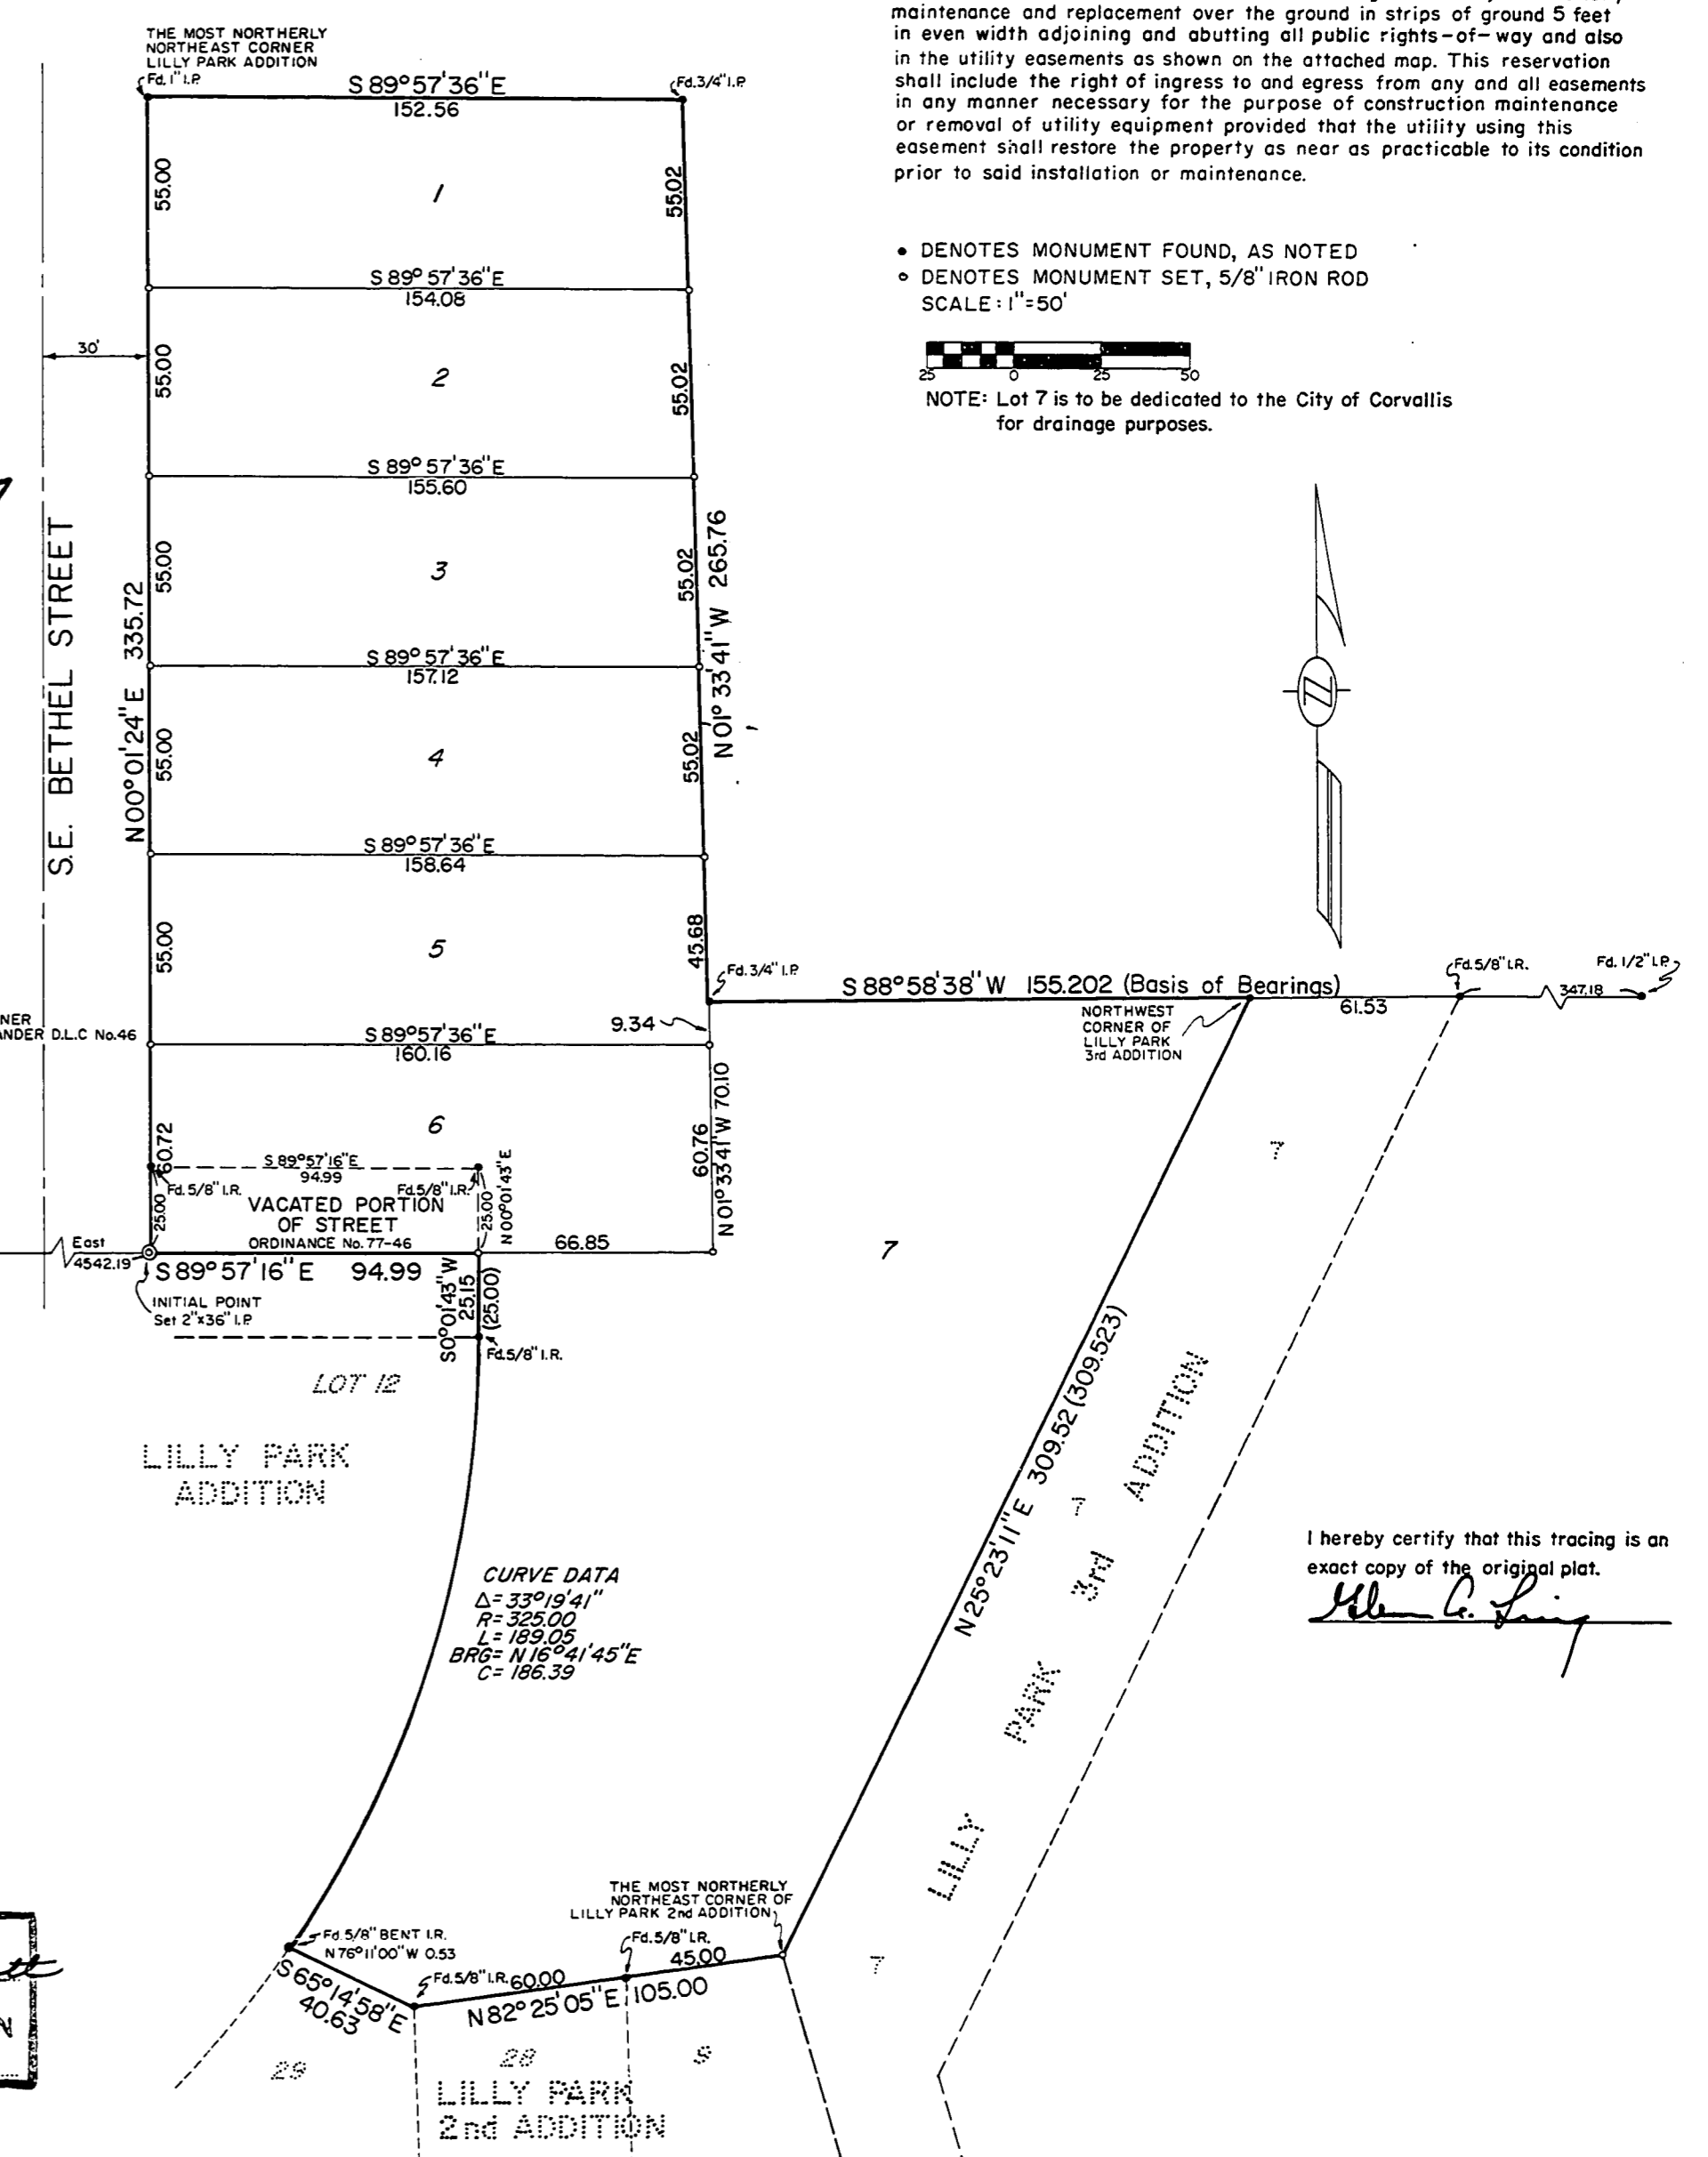 maintenance and replacement over the ground in strips of ground 5 feet
in even width adjoining and abutting all public rights-of-way and also
in the utility easements as shown on the attached map. This reservation
shall include the right of ingress to and egress from any and all easements
in any manner necessary for the purpose of construction maintenance
or removal of utility equipment provided that the utility using this
easement shall restore the property as near as practicable to its condition
prior to said installation or maintenance.
• DENOTES MONUMENT FOUND, AS NOTED
o DENOTES MONUMENT SET, 5/8" IRON ROD
SCALE: 1"=50'
25 0 25 50
NOTE: Lot 7 is to be dedicated to the City of Corvallis
for drainage purposes.
THE MOST NORTHERLY
NORTHEAST CORNER
LILLY PARK ADDITION
Fd. 1" I.P.
S 89°57'36"E
152.56
Fd. 3/4" I.P.
55.00
1
55.02
S 89°57'36"E
154.08
30'
55.00
2
55.02
S 89°57'36"E
155.60
S.E. BETHEL STREET
N 00°01'24"E 335.72
55.00
3
55.02
N 01°33'41"W 265.76
S 89°57'36"E
157.12
55.00
4
55.02
S 89°57'36"E
158.64
55.00
5
45.68
Fd. 3/4" I.P.
S 88°58'38"W 155.202 (Basis of Bearings)
61.53
Fd. 5/8" I.R.
347.18
Fd. 1/2" I.P.
NORTHWEST
CORNER OF
LILLY PARK
3rd ADDITION
NER
ANDER D.L.C No.46
S 89°57'36"E
160.16
9.34
60.72
6
60.76
N 01°33'41"W 70.10
S 89°57'16"E
94.99
Fd. 5/8" I.R.
Fd. 5/8" I.R.
25.00
25.00
N 00°01'43"E
VACATED PORTION
OF STREET
ORDINANCE No. 77-46
66.85
East
4542.19
S 89°57'16"E 94.99
INITIAL POINT
Set 2"x36" I.P.
S 0°01'43"W
25.15
(25.00)
Fd. 5/8" I.R.
7
7
LOT 12
LILLY PARK
ADDITION
CURVE DATA
Δ= 33°19'41"
R= 325.00
L= 189.05
BRG= N 16°41'45"E
C= 186.39
N 25°23'11"E 309.52 (309.523)
7
LILLY PARK 3rd ADDITION
I hereby certify that this tracing is an
exact copy of the original plat.
THE MOST NORTHERLY
NORTHEAST CORNER OF
LILLY PARK 2nd ADDITION
Fd. 5/8" BENT I.R.
N 76°11'00"W 0.53
S 65°14'58"E
40.63
Fd. 5/8" I.R.
60.00
Fd. 5/8" I.R.
45.00
N 82°25'05"E 105.00
7
29
28
9
LILLY PARK
2nd ADDITION